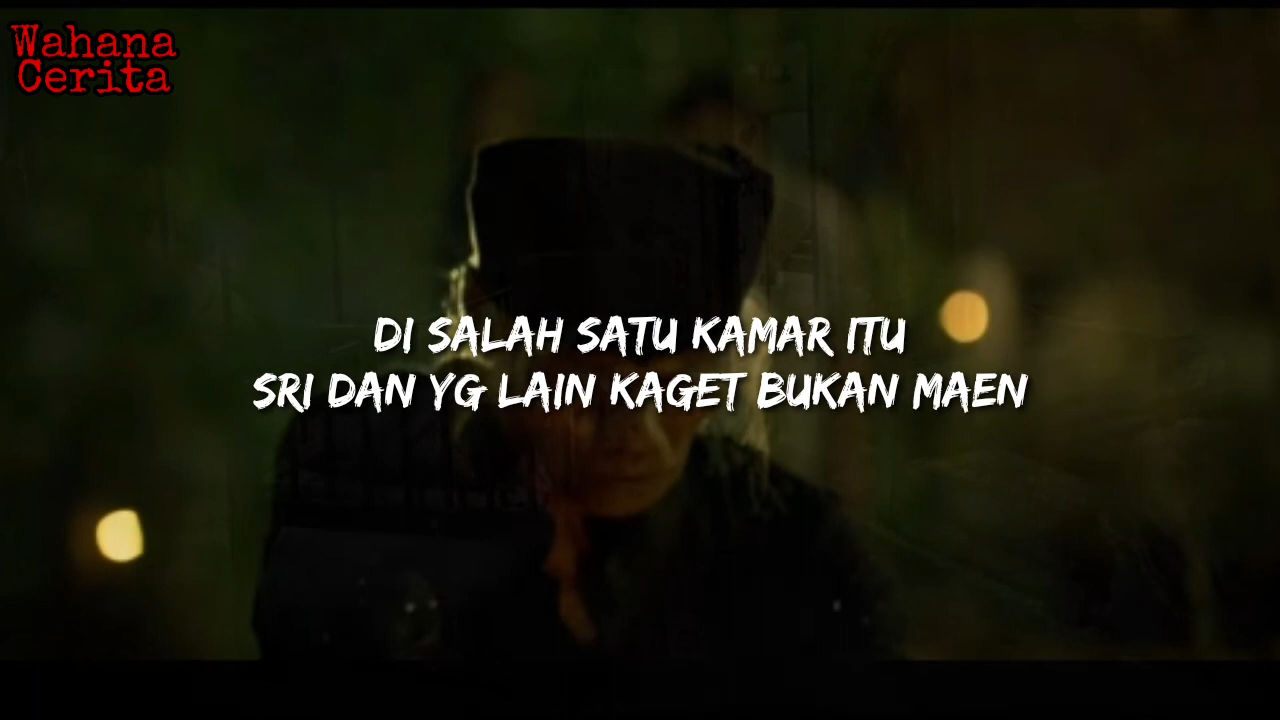 Wahana
Cerita
DI SALAH SATU KAMAR ITU
SRI DAN YG LAIN KAGET BUKAN MAEN